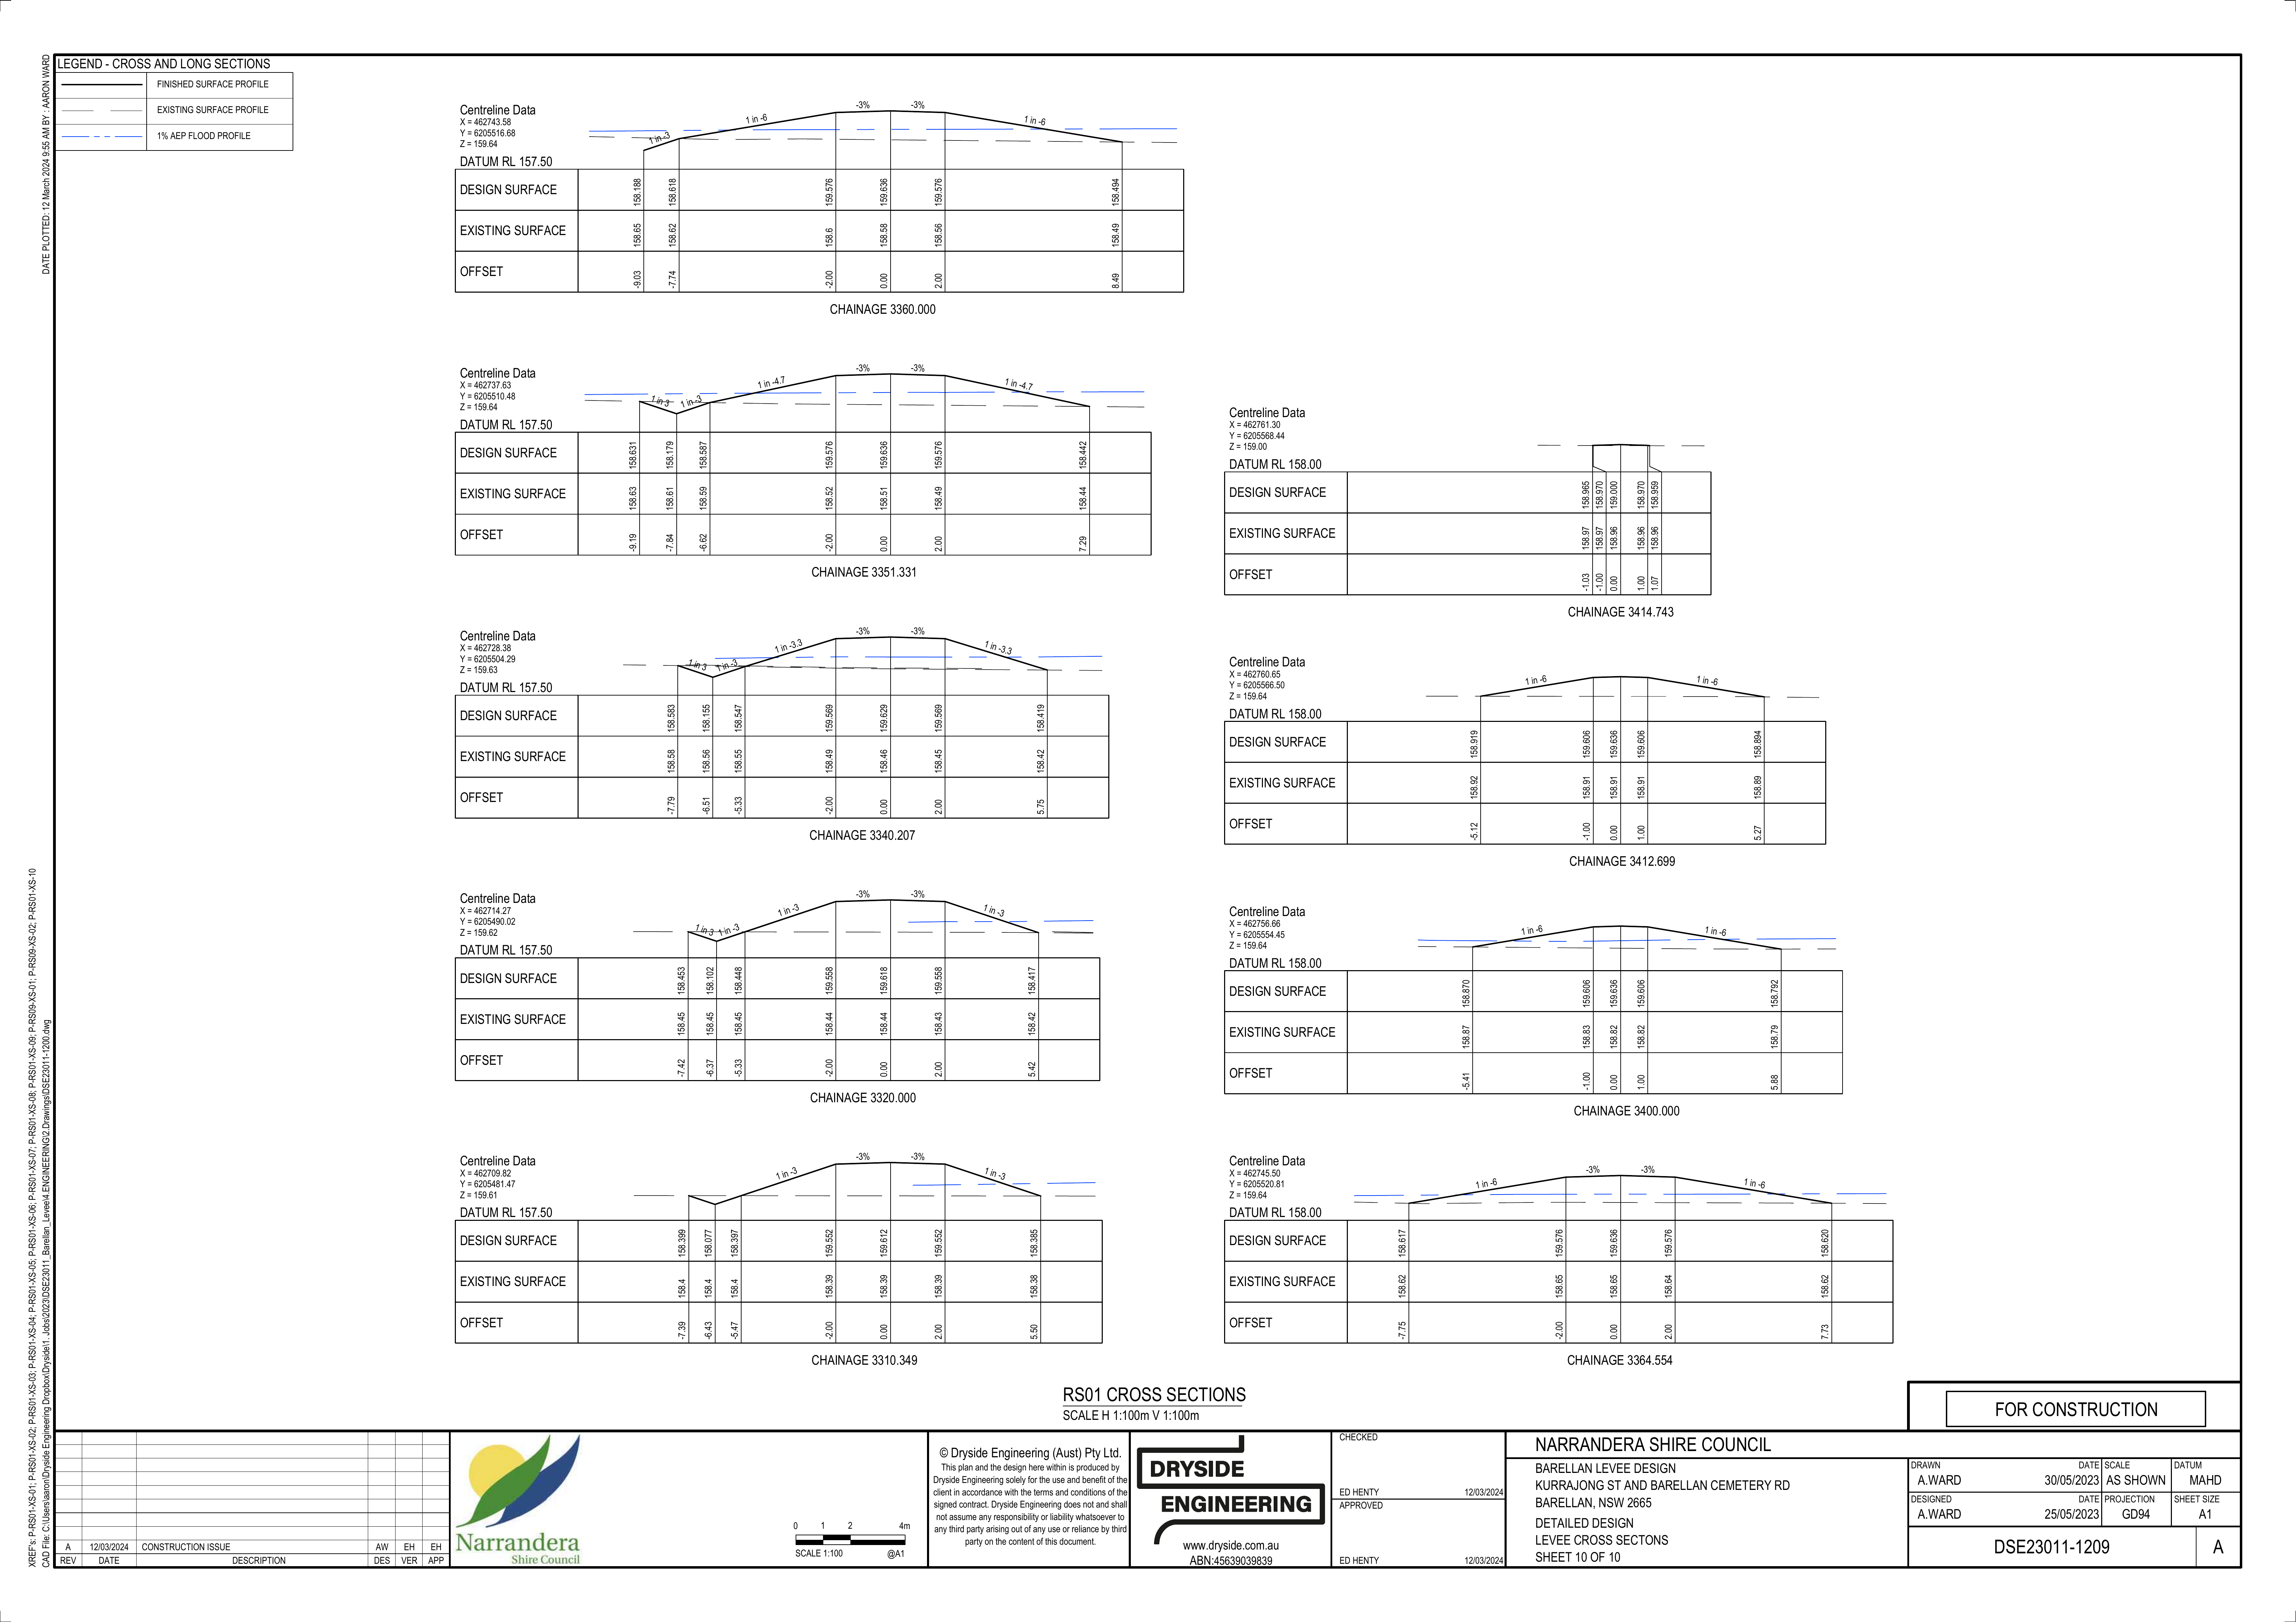 LEGEND - CROSS AND LONG SECTIONS
FINISHED SURFACE PROFILE
EXISTING SURFACE PROFILE
1% AEP FLOOD PROFILE
DATE PLOTTED: 12 March 2024 9:55 AM BY : AARON WARD
XREF's: P-RS01-XS-01; P-RS01-XS-02; P-RS01-XS-03; P-RS01-XS-04; P-RS01-XS-05; P-RS01-XS-06; P-RS01-XS-07; P-RS01-XS-08; P-RS01-XS-09; P-RS09-XS-01; P-RS09-XS-02; P-RS01-XS-10
CAD File: C:\Users\aaron\Dryside Engineering Dropbox\Dryside\1. Jobs\2023\DSE23011_Barellan_Levee\4.ENGINEERING\2.Drawings\DSE23011-1200.dwg
Centreline Data
X = 462743.58
Y = 6205516.68
Z = 159.64
DATUM RL 157.50
1 in -3 1 in -6 -3% -3% 1 in -6
DESIGN SURFACE 158.188 158.618 159.576 159.636 159.576 158.494
EXISTING SURFACE 158.65 158.62 158.6 158.58 158.56 158.49
OFFSET -9.03 -7.74 -2.00 0.00 2.00 8.49
CHAINAGE 3360.000
Centreline Data
X = 462737.63
Y = 6205510.48
Z = 159.64
DATUM RL 157.50
1 in 3 1 in -3 1 in -4.7 -3% -3% 1 in -4.7
DESIGN SURFACE 158.631 158.179 158.587 159.576 159.636 159.576 158.442
EXISTING SURFACE 158.63 158.61 158.59 158.52 158.51 158.49 158.44
OFFSET -9.19 -7.84 -6.62 -2.00 0.00 2.00 7.29
CHAINAGE 3351.331
Centreline Data
X = 462728.38
Y = 6205504.29
Z = 159.63
DATUM RL 157.50
1 in 3 1 in -3 1 in -3.3 -3% -3% 1 in -3.3
DESIGN SURFACE 158.583 158.155 158.547 159.569 159.629 159.569 158.419
EXISTING SURFACE 158.58 158.56 158.55 158.49 158.46 158.45 158.42
OFFSET -7.79 -6.51 -5.33 -2.00 0.00 2.00 5.75
CHAINAGE 3340.207
Centreline Data
X = 462714.27
Y = 6205490.02
Z = 159.62
DATUM RL 157.50
1 in 3 1 in -3 1 in -3 -3% -3% 1 in -3
DESIGN SURFACE 158.453 158.102 158.448 159.558 159.618 159.558 158.417
EXISTING SURFACE 158.45 158.45 158.45 158.44 158.44 158.43 158.42
OFFSET -7.42 -6.37 -5.33 -2.00 0.00 2.00 5.42
CHAINAGE 3320.000
Centreline Data
X = 462709.82
Y = 6205481.47
Z = 159.61
DATUM RL 157.50
1 in -3 -3% -3% 1 in -3
DESIGN SURFACE 158.399 158.077 158.397 159.552 159.612 159.552 158.385
EXISTING SURFACE 158.4 158.4 158.4 158.39 158.39 158.39 158.38
OFFSET -7.39 -6.43 -5.47 -2.00 0.00 2.00 5.50
CHAINAGE 3310.349
Centreline Data
X = 462761.30
Y = 6205568.44
Z = 159.00
DATUM RL 158.00
DESIGN SURFACE 158.965 158.970 159.000 158.970 158.959
EXISTING SURFACE 158.97 158.97 158.96 158.96 158.96
OFFSET -1.03 -1.00 0.00 1.00 1.07
CHAINAGE 3414.743
Centreline Data
X = 462760.65
Y = 6205566.50
Z = 159.64
DATUM RL 158.00
1 in -6 1 in -6
DESIGN SURFACE 158.919 159.606 159.636 159.606 158.894
EXISTING SURFACE 158.92 158.91 158.91 158.91 158.89
OFFSET -5.12 -1.00 0.00 1.00 5.27
CHAINAGE 3412.699
Centreline Data
X = 462756.66
Y = 6205554.45
Z = 159.64
DATUM RL 158.00
1 in -6 1 in -6
DESIGN SURFACE 158.870 159.606 159.636 159.606 158.792
EXISTING SURFACE 158.87 158.83 158.82 158.82 158.79
OFFSET -5.41 -1.00 0.00 1.00 5.88
CHAINAGE 3400.000
Centreline Data
X = 462745.50
Y = 6205520.81
Z = 159.64
DATUM RL 158.00
1 in -6 -3% -3% 1 in -6
DESIGN SURFACE 158.617 159.576 159.636 159.576 158.620
EXISTING SURFACE 158.62 158.65 158.65 158.64 158.62
OFFSET -7.75 -2.00 0.00 2.00 7.73
CHAINAGE 3364.554
RS01 CROSS SECTIONS
SCALE H 1:100m V 1:100m
FOR CONSTRUCTION
A 12/03/2024 CONSTRUCTION ISSUE AW EH EH
REV DATE DESCRIPTION DES VER APP
Narrandera
Shire Council
0 1 2 4m
SCALE 1:100 @A1
© Dryside Engineering (Aust) Pty Ltd.
This plan and the design here within is produced by
Dryside Engineering solely for the use and benefit of the
client in accordance with the terms and conditions of the
signed contract. Dryside Engineering does not and shall
not assume any responsibility or liability whatsoever to
any third party arising out of any use or reliance by third
party on the content of this document.
DRYSIDE
ENGINEERING
www.dryside.com.au
ABN:45639039839
CHECKED
ED HENTY 12/03/2024
APPROVED
ED HENTY 12/03/2024
NARRANDERA SHIRE COUNCIL
BARELLAN LEVEE DESIGN
KURRAJONG ST AND BARELLAN CEMETERY RD
BARELLAN, NSW 2665
DETAILED DESIGN
LEVEE CROSS SECTONS
SHEET 10 OF 10
DRAWN DATE SCALE DATUM
A.WARD 30/05/2023 AS SHOWN MAHD
DESIGNED DATE PROJECTION SHEET SIZE
A.WARD 25/05/2023 GD94 A1
DSE23011-1209 A